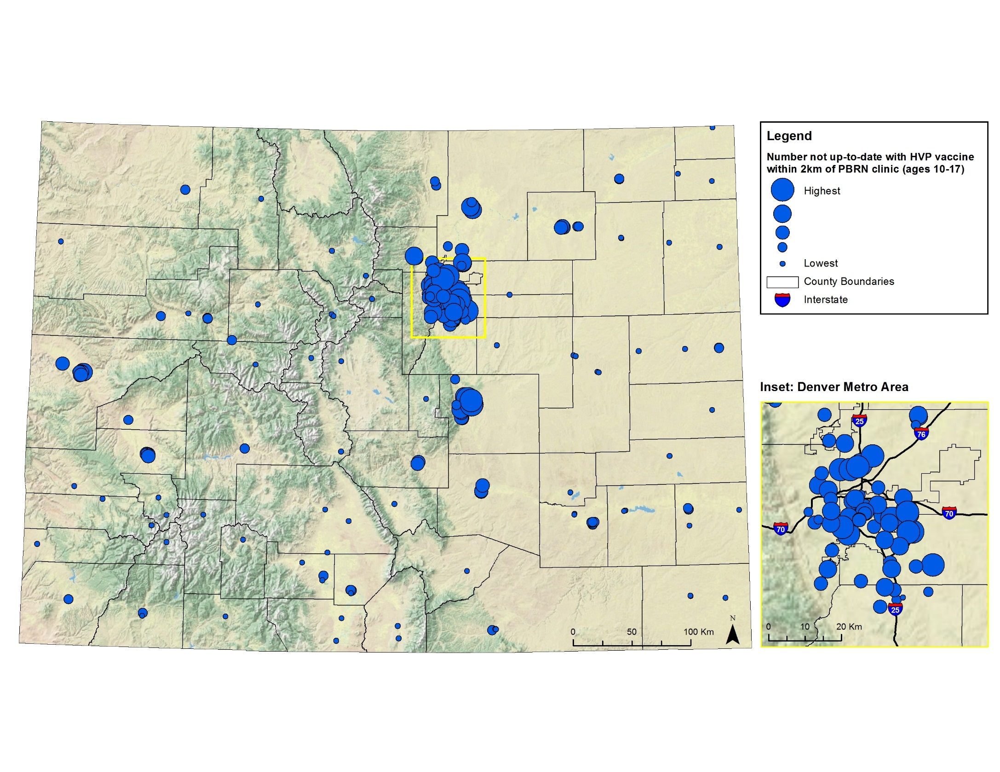 Legend
Number not up-to-date with HVP vaccine
within 2km of PBRN clinic (ages 10-17)
Highest
Lowest
County Boundaries
Interstate
Inset: Denver Metro Area
25
76
70
70
25
0 10 20 Km
N
0 50 100 Km